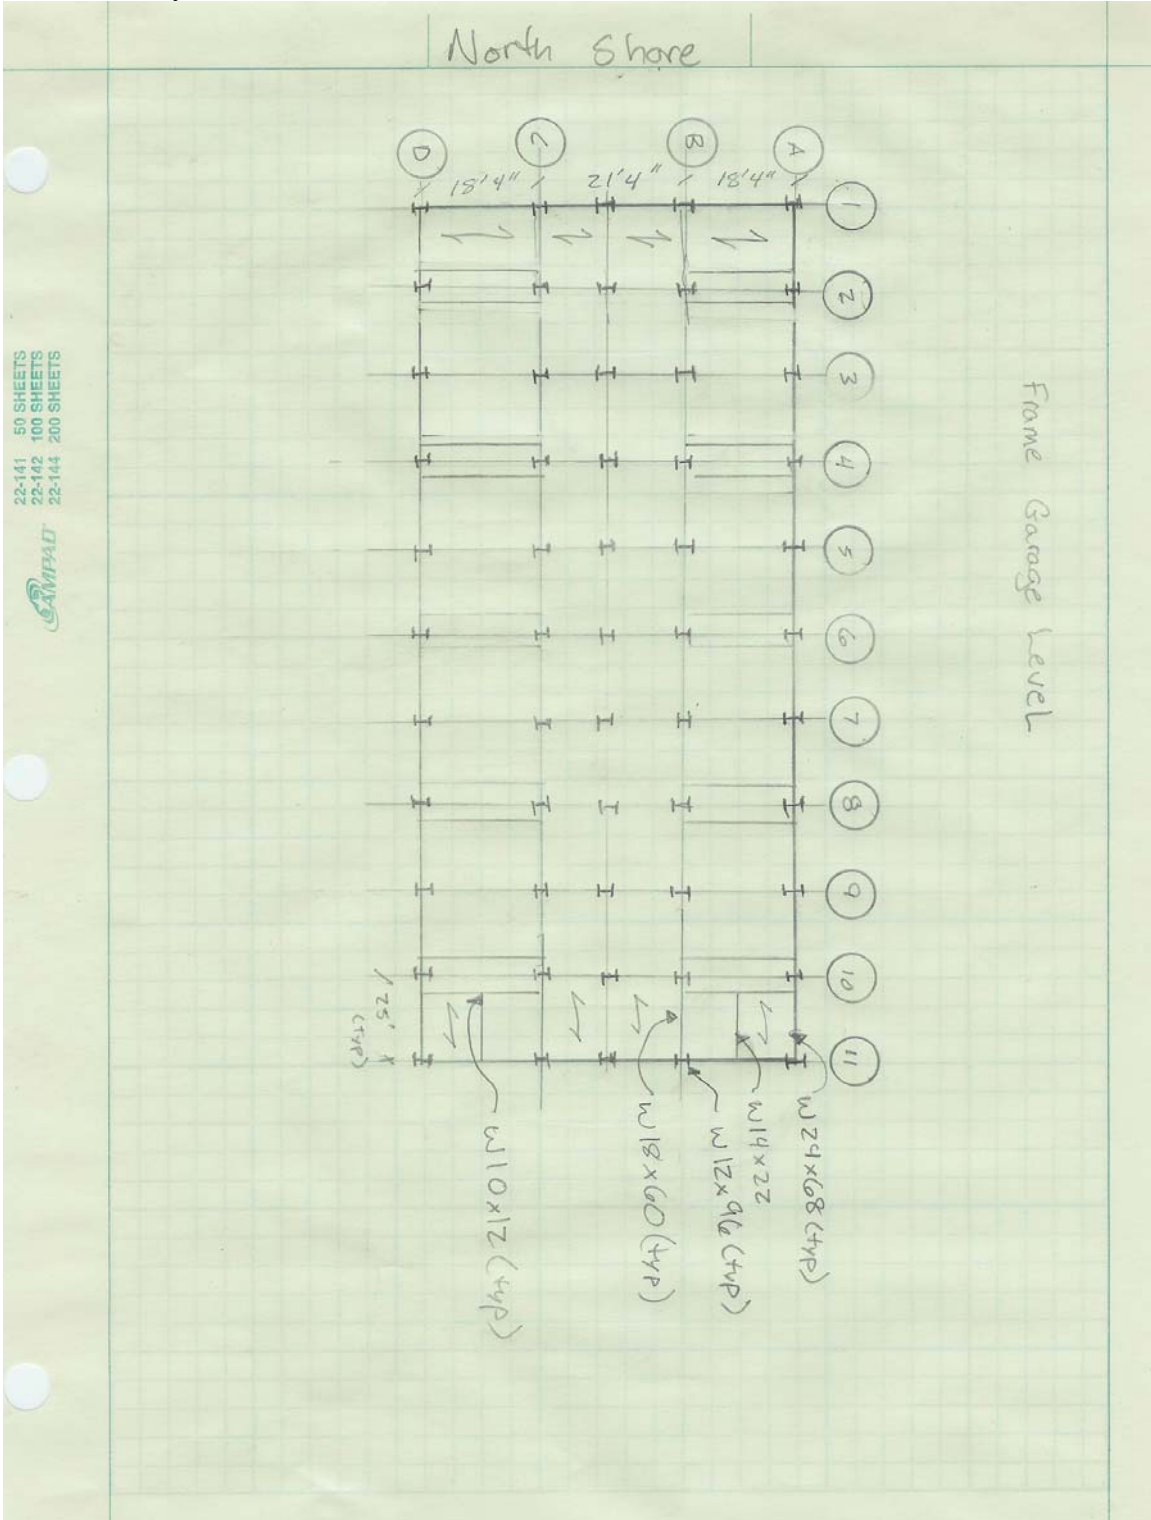 North Shore
Frame Garage Level
D C B A
18'4" 21'4" 18'4"
1
2
3
4
5
6
7
8
9
10
11
25'
(typ)
W24x68 (typ)
W14x22
W12x96 (typ)
W18x60 (typ)
W10x12 (typ)
22-141 50 SHEETS
22-142 100 SHEETS
22-144 200 SHEETS
CAMPAD